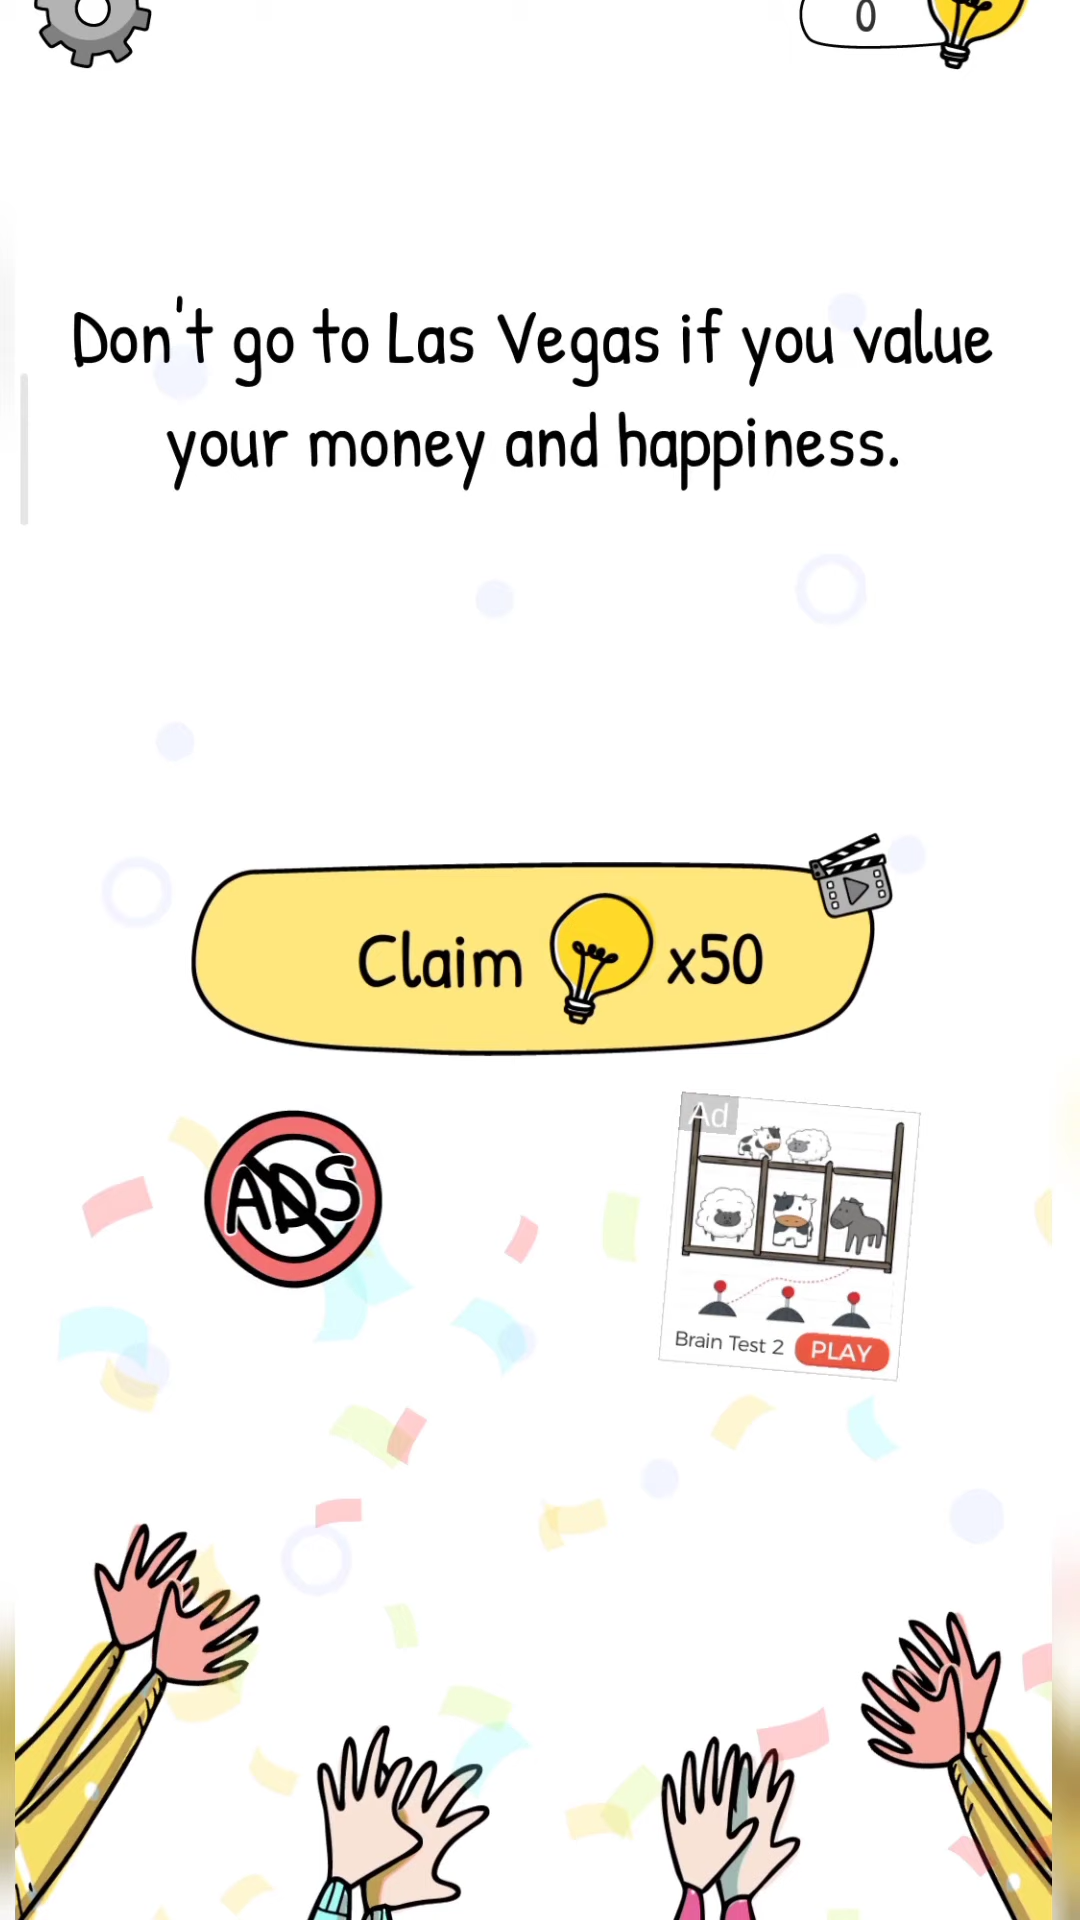 0
Don't go to Las Vegas if you value
your money and happiness.
Claim x50
ADS
Ad
Brain Test 2 PLAY